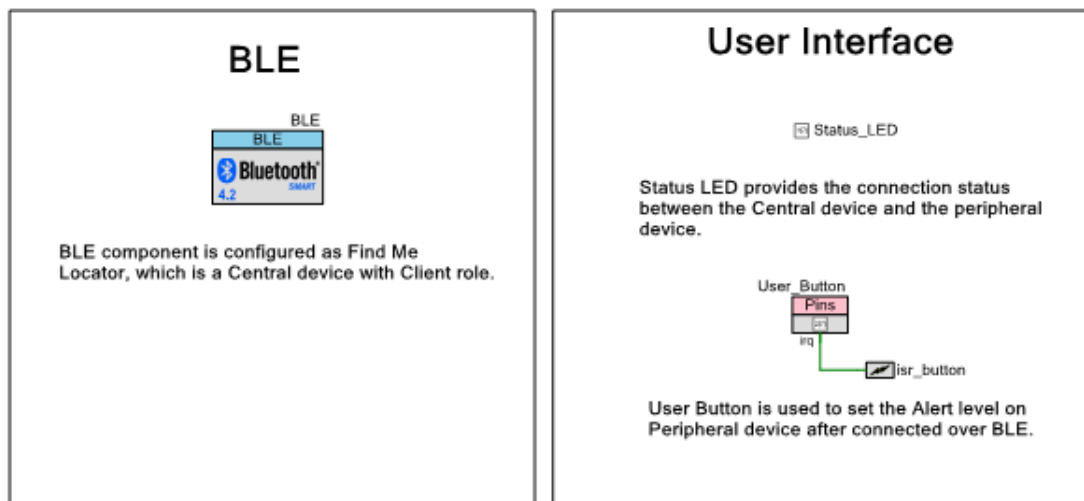 BLE
BLE
BLE
Bluetooth
SMART
4.2
BLE component is configured as Find Me
Locator, which is a Central device with Client role.
User Interface
Status_LED
Status LED provides the connection status
between the Central device and the peripheral
device.
User_Button
Pins
irq
isr_button
User Button is used to set the Alert level on
Peripheral device after connected over BLE.